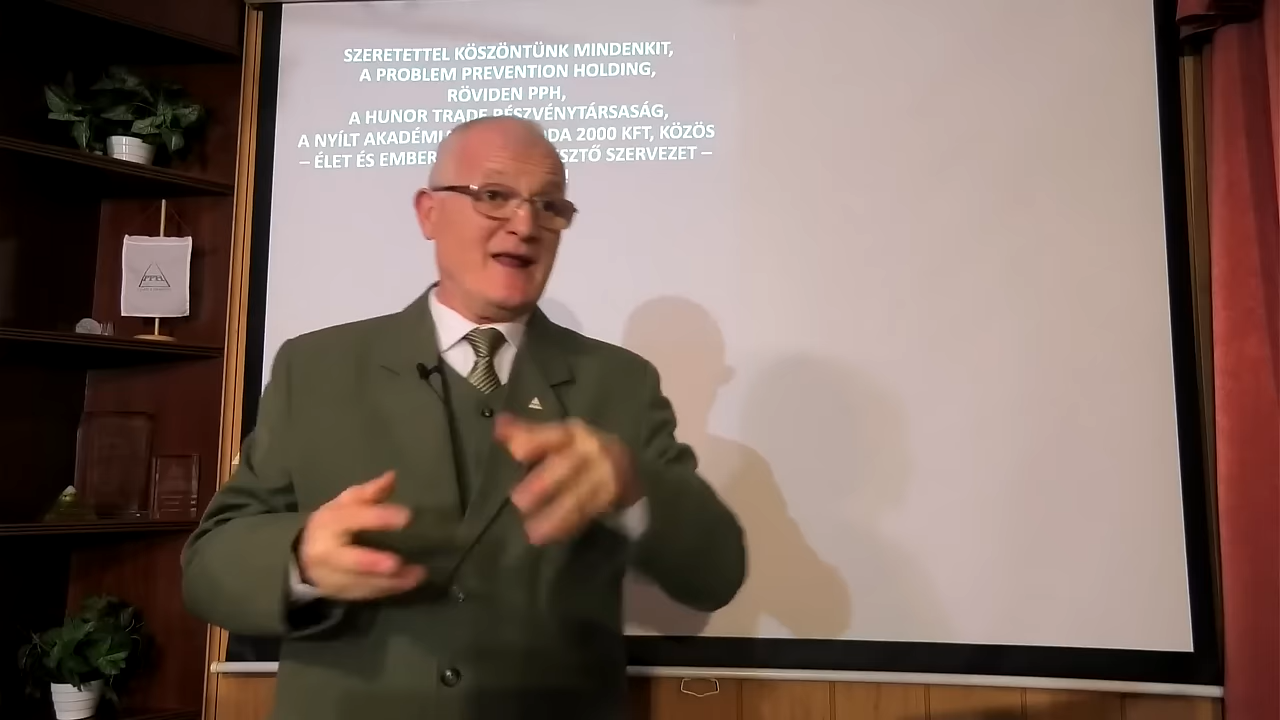 SZERETETTEL KÖSZÖNTÜNK MINDENKIT,
A PROBLEM PREVENTION HOLDING,
RÖVIDEN PPH,
A HUNOR TRADE RÉSZVÉNYTÁRSASÁG,
A NYÍLT AKADÉMI ODA 2000 KFT, KÖZÖS
– ÉLET ÉS EMBER SZTŐ SZERVEZET –
!